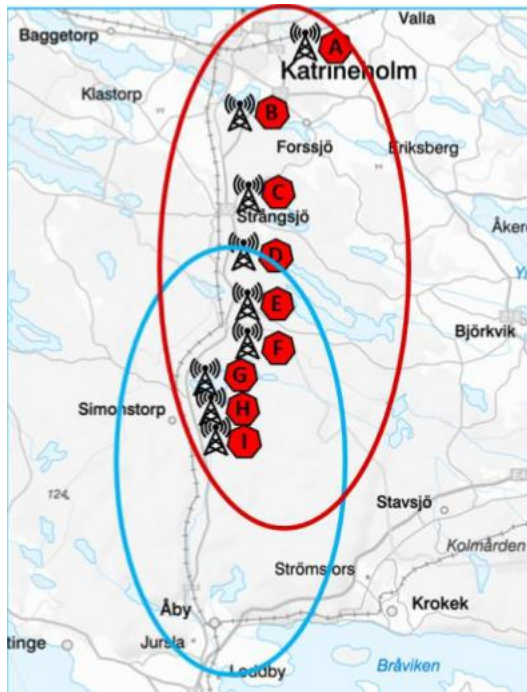 Valla
Baggetorp
A
Katrineholm
Klastorp
B
Forssjö
Eriksberg
C
Strångsjö
Åker
D
E
Björkvik
F
G
Simonstorp
H
I
124
Stavsjö
Kolmården
Strömsfors
Åby
Krokek
tinge
Jursla
Loddby
Bråviken